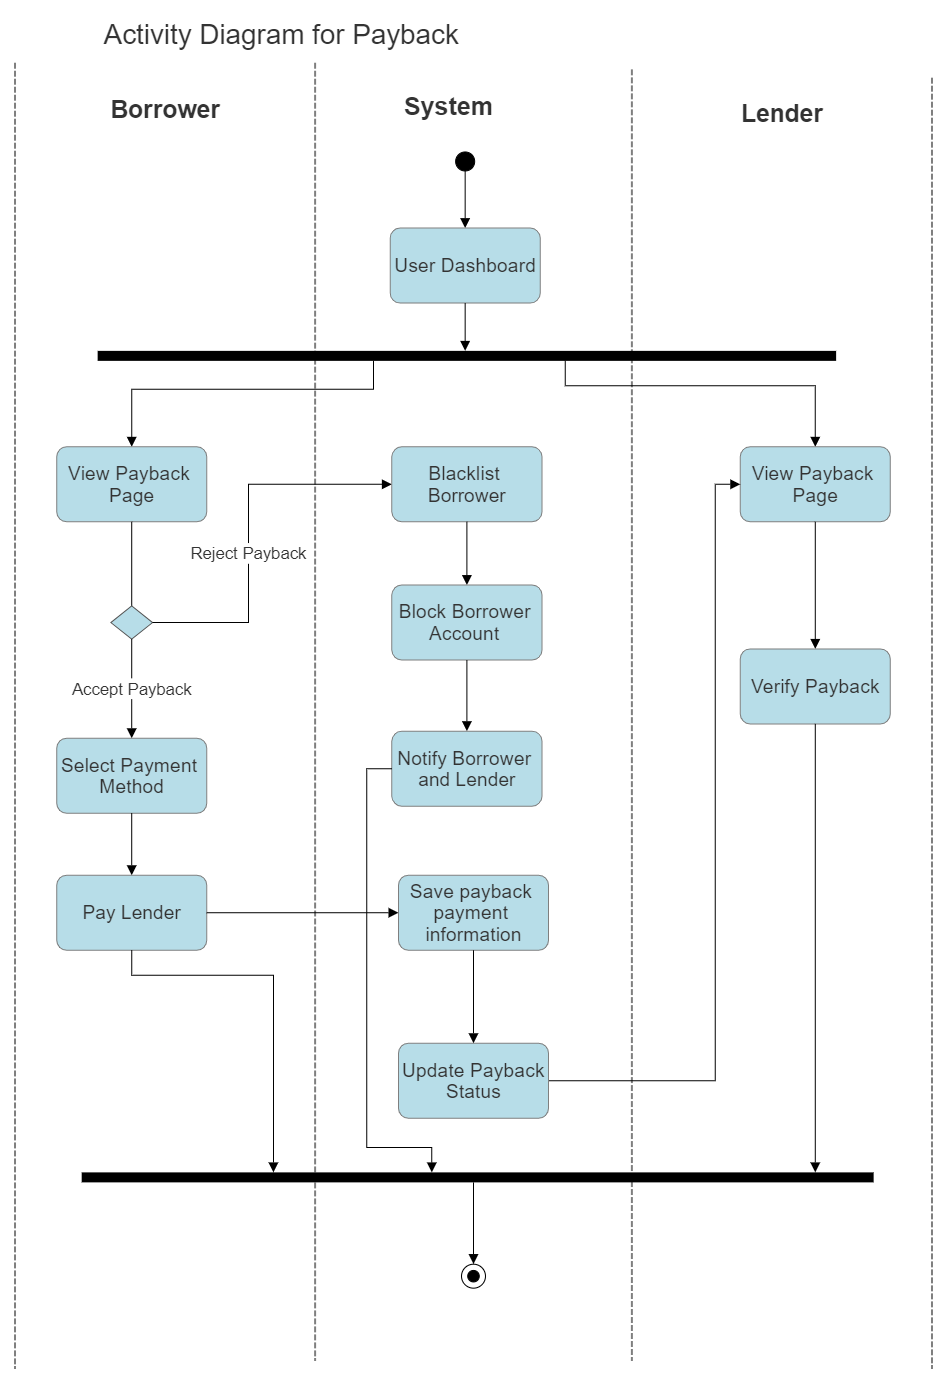 Activity Diagram for Payback
Borrower
System
Lender
User Dashboard
View Payback
Page
Blacklist
Borrower
View Payback
Page
Reject Payback
Block Borrower
Account
Accept Payback
Verify Payback
Select Payment
Method
Notify Borrower
and Lender
Pay Lender
Save payback
payment
information
Update Payback
Status